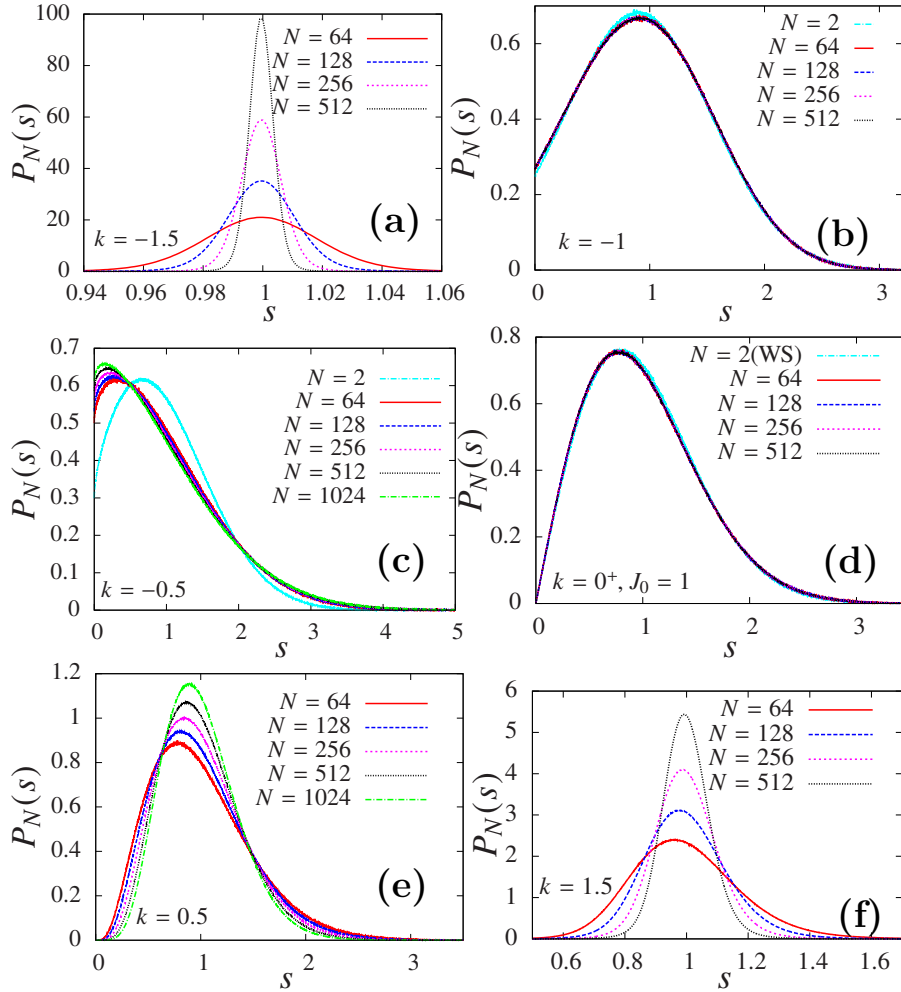 P_N(s)
100
80
60
40
20
0
0.94 0.96 0.98 1 1.02 1.04 1.06
s
N = 64
N = 128
N = 256
N = 512
k = −1.5
(a)
P_N(s)
0.6
0.4
0.2
0
0 1 2 3
s
N = 2
N = 64
N = 128
N = 256
N = 512
k = −1
(b)
P_N(s)
0.7
0.6
0.5
0.4
0.3
0.2
0.1
0
0 1 2 3 4 5
s
N = 2
N = 64
N = 128
N = 256
N = 512
N = 1024
k = −0.5
(c)
P_N(s)
0.8
0.6
0.4
0.2
0
0 1 2 3
s
N = 2(WS)
N = 64
N = 128
N = 256
N = 512
k = 0⁺, J₀ = 1
(d)
P_N(s)
1.2
1
0.8
0.6
0.4
0.2
0
0 1 2 3
s
N = 64
N = 128
N = 256
N = 512
N = 1024
k = 0.5
(e)
P_N(s)
6
5
4
3
2
1
0
0.6 0.8 1 1.2 1.4 1.6
s
N = 64
N = 128
N = 256
N = 512
k = 1.5
(f)